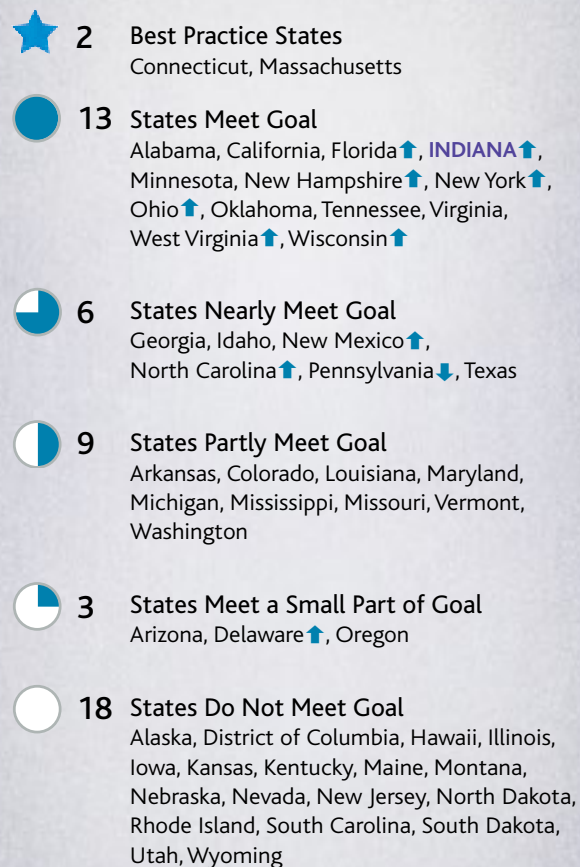 2 Best Practice States
Connecticut, Massachusetts
13 States Meet Goal
Alabama, California, Florida⬆, INDIANA⬆,
Minnesota, New Hampshire⬆, New York⬆,
Ohio⬆, Oklahoma, Tennessee, Virginia,
West Virginia⬆, Wisconsin⬆
6 States Nearly Meet Goal
Georgia, Idaho, New Mexico⬆,
North Carolina⬆, Pennsylvania⬇, Texas
9 States Partly Meet Goal
Arkansas, Colorado, Louisiana, Maryland,
Michigan, Mississippi, Missouri, Vermont,
Washington
3 States Meet a Small Part of Goal
Arizona, Delaware⬆, Oregon
18 States Do Not Meet Goal
Alaska, District of Columbia, Hawaii, Illinois,
Iowa, Kansas, Kentucky, Maine, Montana,
Nebraska, Nevada, New Jersey, North Dakota,
Rhode Island, South Carolina, South Dakota,
Utah, Wyoming